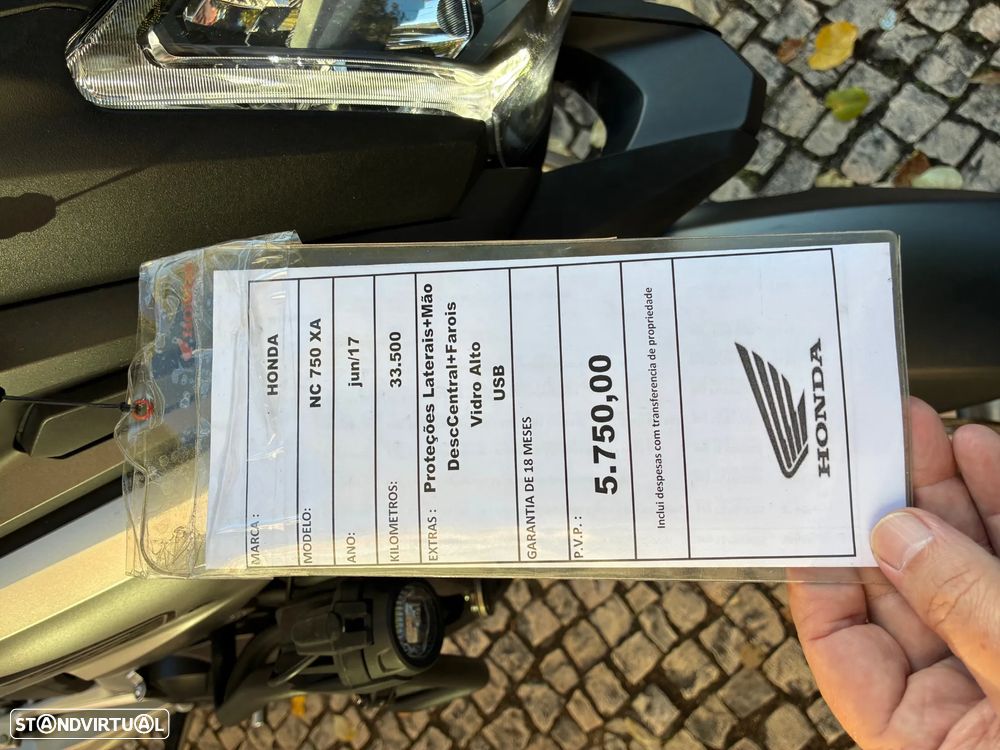 MARCA : HONDA
MODELO: NC 750 XA
ANO: jun/17
KILOMETROS: 33.500
EXTRAS : Proteções Laterais+Mão
DescCentral+Farois
Vidro Alto
USB
GARANTIA DE 18 MESES
P.V.P. : 5.750,00
Inclui despesas com transferencia de propriedade
HONDA
STANDVIRTUAL